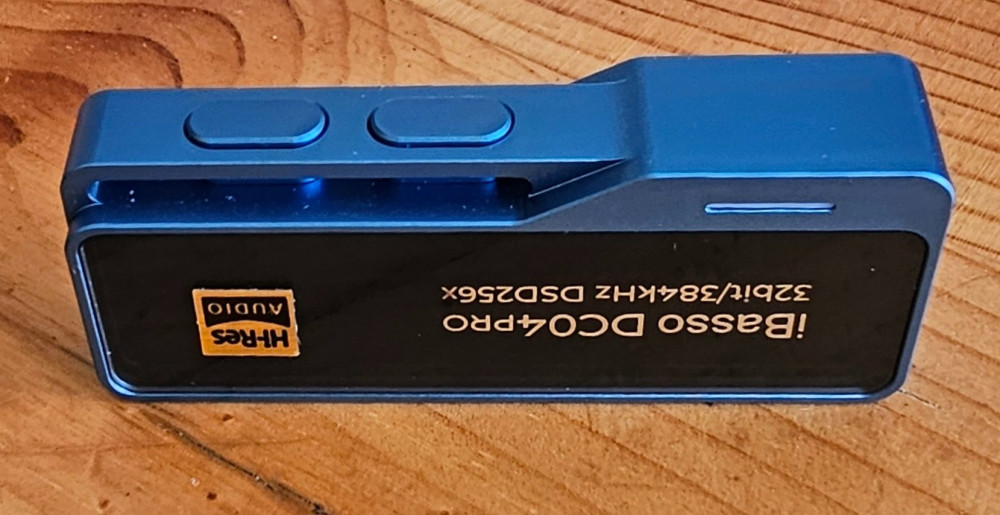 iBasso DC04PRO
32bit/384kHz DSD256x
Hi-Res
AUDIO